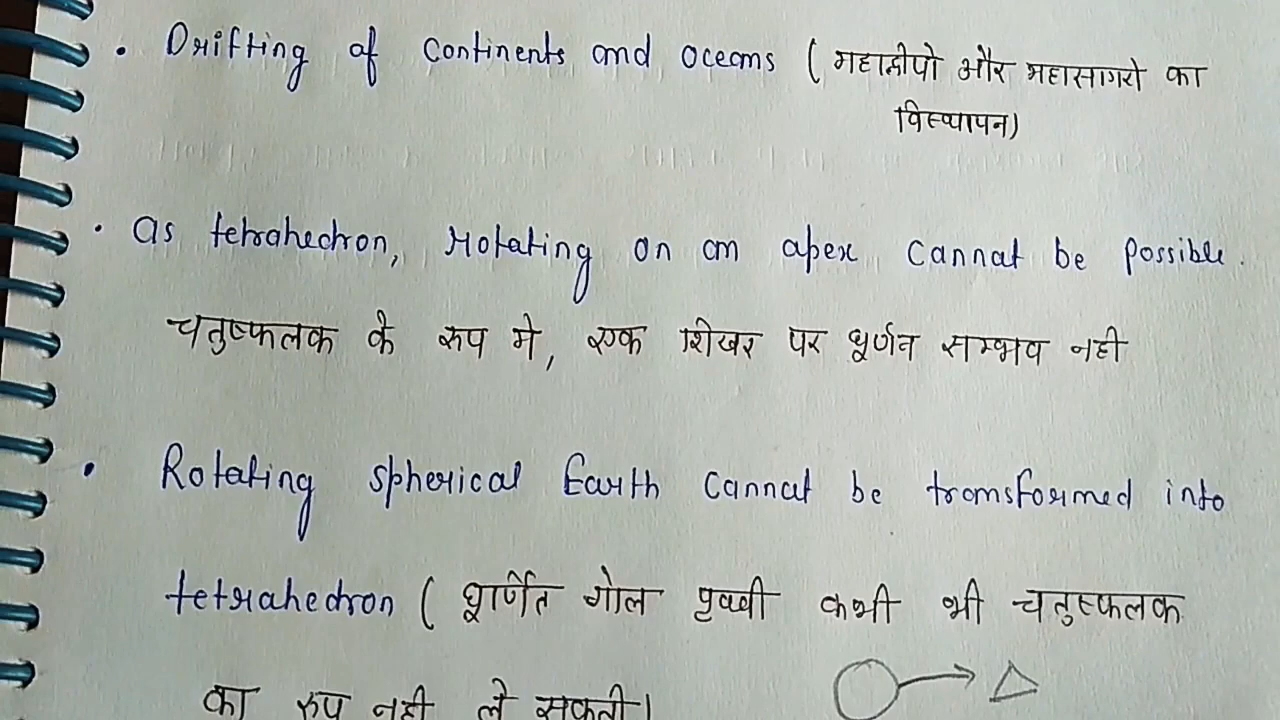 • Drifting of Continents and Oceans (महाद्वीपो और महासागरो का
विस्थापन)
• as tetrahedron, rotating on an apex cannat be possible.
चतुष्फलक के रूप मे, एक शिखर पर घूर्णन सम्भव नही
• Rotating spherical Earth cannat be transformed into
tetrahedron ( घूर्णित गोल पृथ्वी कभी भी चतुष्फलक
का रूप नही ले सकती।